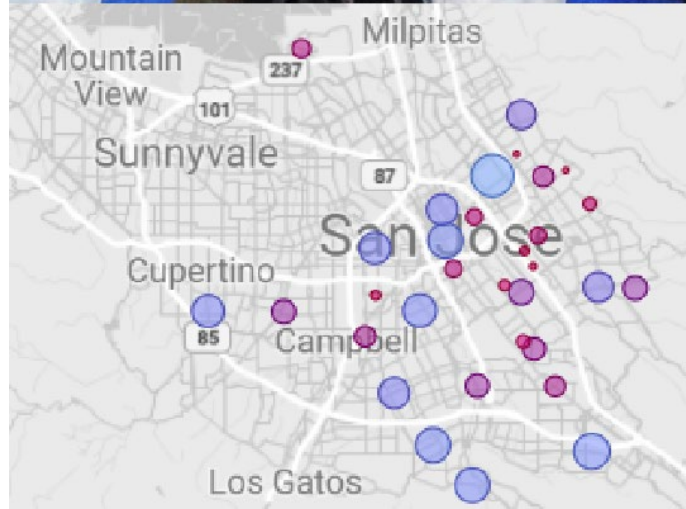 Milpitas
Mountain
View
237
101
Sunnyvale
87
San Jose
Cupertino
85
Campbell
Los Gatos